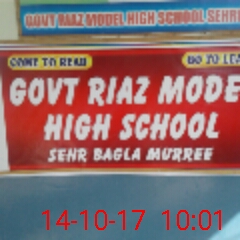 GOVT RIAZ MODEL HIGH SCHOOL SEHR
COME TO READ GO TO LEA
GOVT RIAZ MODE
HIGH SCHOOL
SEHR BAGLA MURREE
14-10-17 10:01